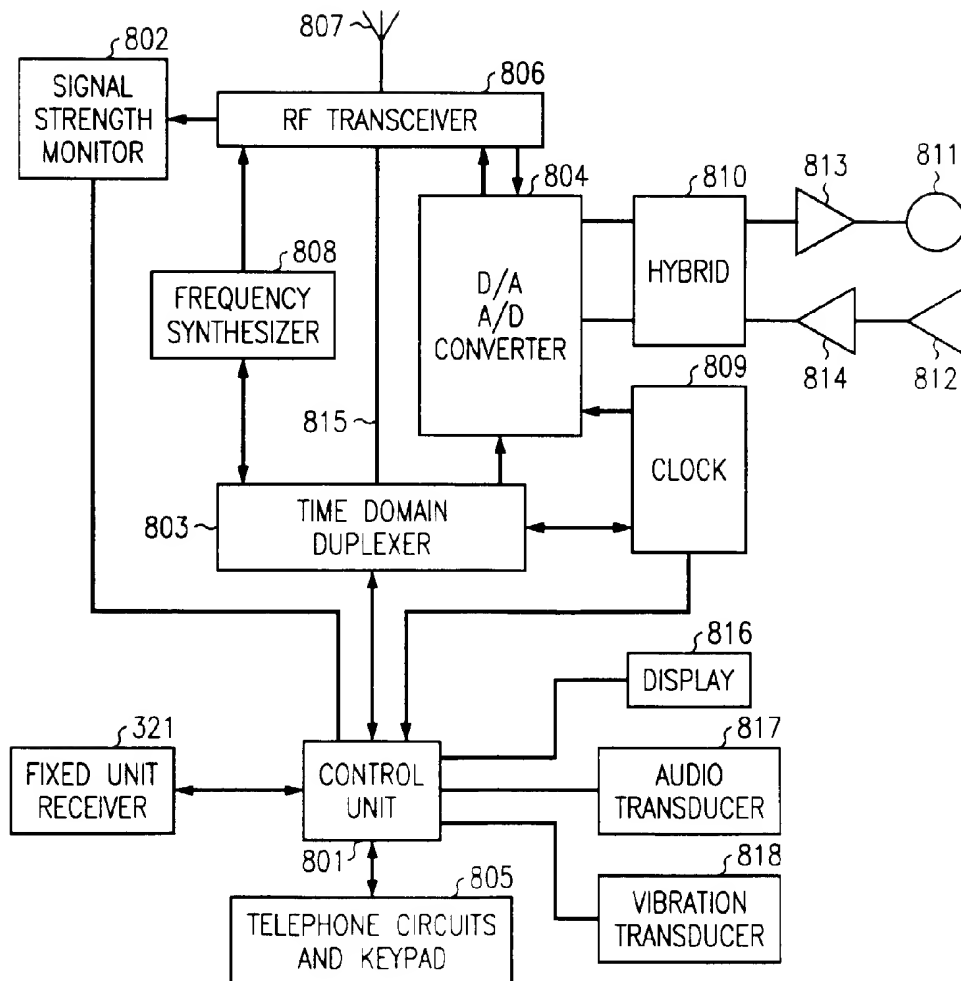 802
807
806
SIGNAL
STRENGTH
MONITOR
RF TRANSCEIVER
804
810
813
811
808
D/A
A/D
CONVERTER
HYBRID
FREQUENCY
SYNTHESIZER
814
812
809
815
CLOCK
803
TIME DOMAIN
DUPLEXER
816
DISPLAY
321
817
FIXED UNIT
RECEIVER
CONTROL
UNIT
AUDIO
TRANSDUCER
801
805
818
TELEPHONE CIRCUITS
AND KEYPAD
VIBRATION
TRANSDUCER